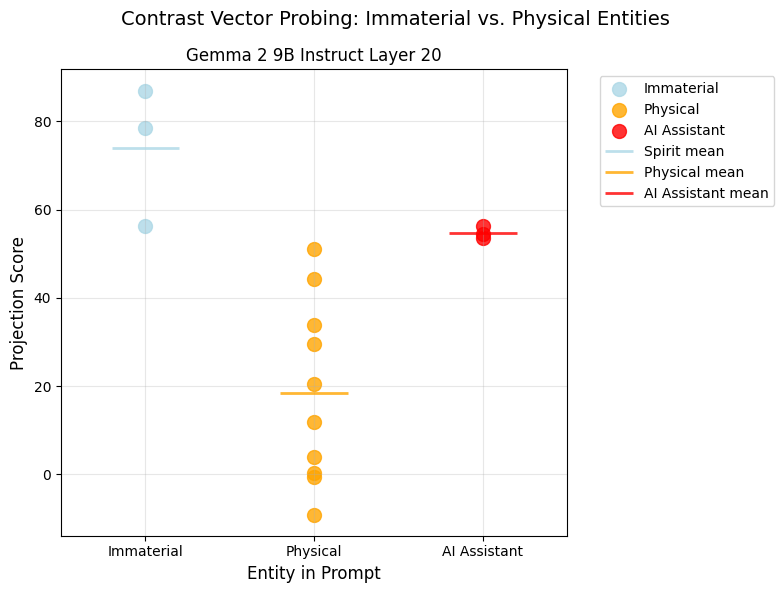 Contrast Vector Probing: Immaterial vs. Physical Entities
Gemma 2 9B Instruct Layer 20
Projection Score
80
60
40
20
0
Immaterial
Physical
AI Assistant
Entity in Prompt
Immaterial
Physical
AI Assistant
Spirit mean
Physical mean
AI Assistant mean